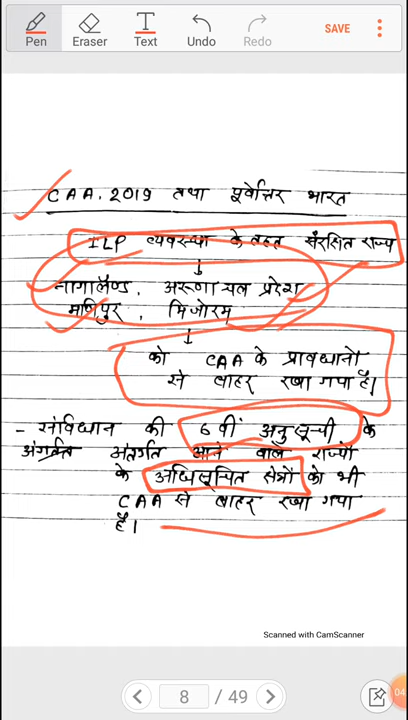 Pen Eraser Text Undo Redo SAVE
CAA, 2019 तथा पूर्वोत्तर भारत
ILP व्यवस्था के तहत संरक्षित राज्य
नागालैण्ड, अरूणाचल प्रदेश
मणिपुर, मिजोरम
को CAA के प्रावधानों
से बाहर रखा गया है।
- संविधान की 6वीं अनुसूची के
अंतर्गत आने वाले राज्यों
के अधिसूचित क्षेत्रों को भी
CAA से बाहर रखा गया
है।
Scanned with CamScanner
8 / 49
04